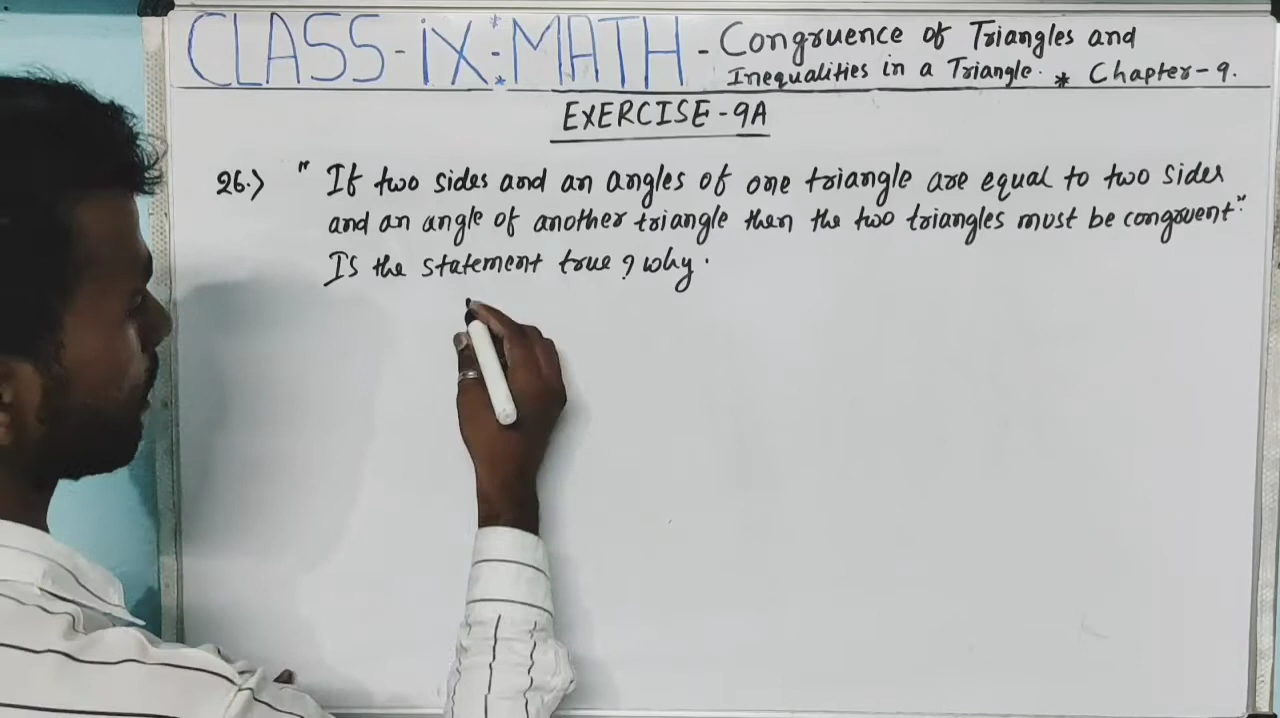 CLASS-iX:MATH- Congruence of Triangles and
Inequalities in a Triangle. * Chapter-9.
EXERCISE-9A
26.) " If two sides and an angles of one triangle are equal to two sides
and an angle of another triangle then the two triangles must be congruent".
Is the statement true ? why.